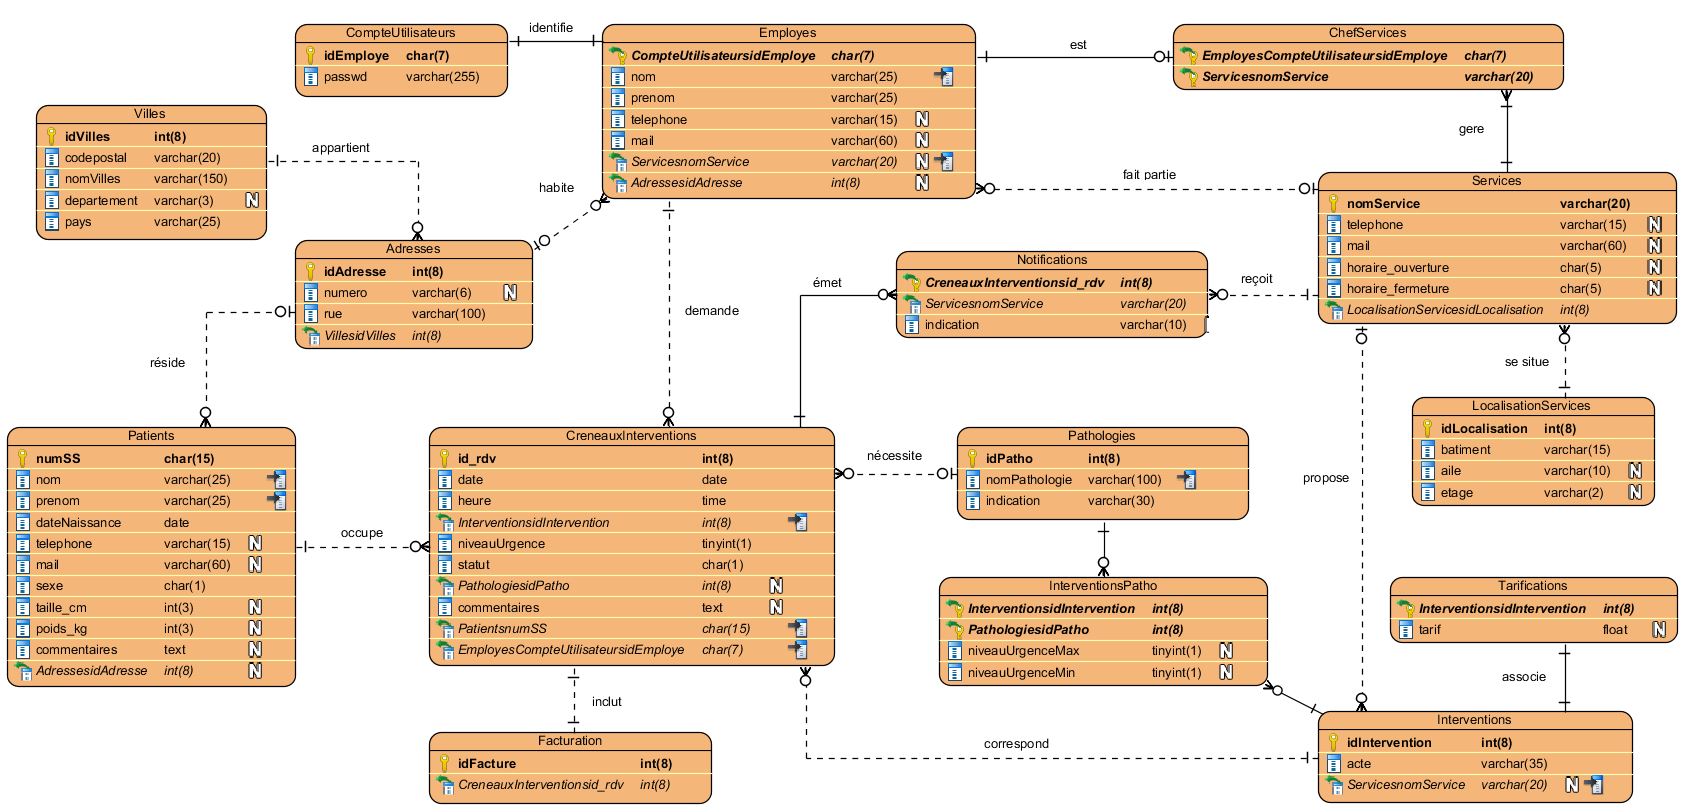 CompteUtilisateurs
idEmploye char(7)
passwd varchar(255)
identifie
Employes
CompteUtilisateursidEmploye char(7)
nom varchar(25)
prenom varchar(25)
telephone varchar(15) N
mail varchar(60) N
ServicesnomService varchar(20) N
AdressesidAdresse int(8) N
est
ChefServices
EmployesCompteUtilisateursidEmploye char(7)
ServicesnomService varchar(20)
gere
Villes
idVilles int(8)
codepostal varchar(20)
nomVilles varchar(150)
departement varchar(3) N
pays varchar(25)
appartient
habite
fait partie
Services
nomService varchar(20)
telephone varchar(15) N
mail varchar(60) N
horaire_ouverture char(5) N
horaire_fermeture char(5) N
LocalisationServicesidLocalisation int(8)
Adresses
idAdresse int(8)
numero varchar(6) N
rue varchar(100)
VillesidVilles int(8)
émet
demande
Notifications
CreneauxInterventionsid_rdv int(8)
ServicesnomService varchar(20)
indication varchar(10)
reçoit
réside
se situe
LocalisationServices
idLocalisation int(8)
batiment varchar(15)
aile varchar(10) N
etage varchar(2) N
propose
Patients
numSS char(15)
nom varchar(25)
prenom varchar(25)
dateNaissance date
telephone varchar(15) N
mail varchar(60) N
sexe char(1)
taille_cm int(3) N
poids_kg int(3) N
commentaires text N
AdressesidAdresse int(8) N
occupe
CreneauxInterventions
id_rdv int(8)
date date
heure time
InterventionsidIntervention int(8)
niveauUrgence tinyint(1)
statut char(1)
PathologiesidPatho int(8) N
commentaires text N
PatientsnumSS char(15)
EmployesCompteUtilisateursidEmploye char(7)
nécessite
Pathologies
idPatho int(8)
nomPathologie varchar(100)
indication varchar(30)
InterventionsPatho
InterventionsidIntervention int(8)
PathologiesidPatho int(8)
niveauUrgenceMax tinyint(1) N
niveauUrgenceMin tinyint(1) N
Tarifications
InterventionsidIntervention int(8)
tarif float N
associe
inclut
Facturation
idFacture int(8)
CreneauxInterventionsid_rdv int(8)
correspond
Interventions
idIntervention int(8)
acte varchar(35)
ServicesnomService varchar(20) N